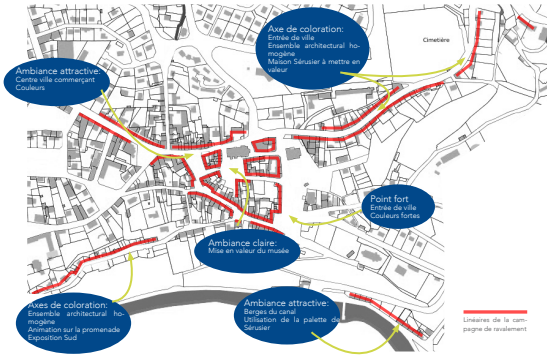 Axe de coloration:
Entrée de ville
Ensemble architectural ho-
mogène
Maison Sérusier à mettre en
valeur
Cimetière
Ambiance attractive:
Centre ville commerçant
Couleurs
Point fort
Entrée de ville
Couleurs fortes
Ambiance claire:
Mise en valeur du musée
Axes de coloration:
Ensemble architectural ho-
mogène
Animation sur la promenade
Exposition Sud
Ambiance attractive:
Berges du canal
Utilisation de la palette de
Sérusier
Linéaires de la cam-
pagne de ravalement